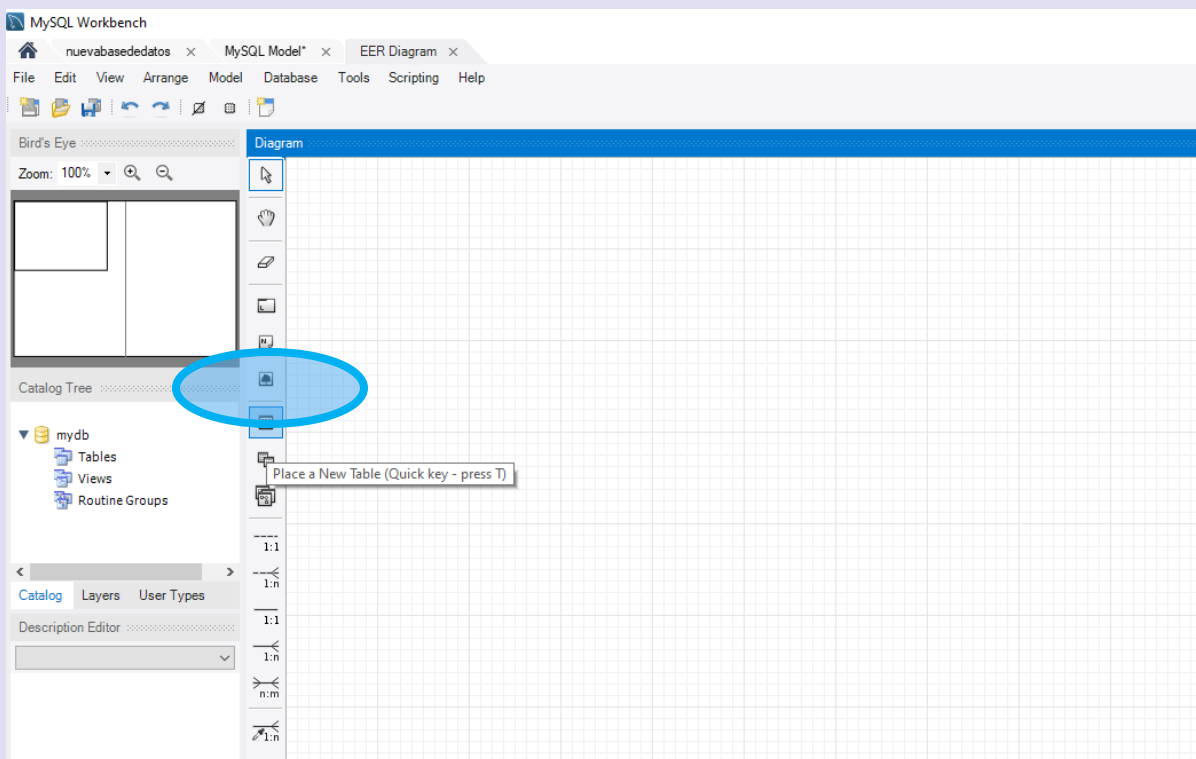 MySQL Workbench
nuevabasededatos MySQL Model* EER Diagram
File Edit View Arrange Model Database Tools Scripting Help
Bird's Eye
Diagram
Zoom: 100%
Catalog Tree
mydb
Tables
Views
Routine Groups
Place a New Table (Quick key - press T)
1:1
1:n
1:1
1:n
n:m
1:n
Catalog Layers User Types
Description Editor